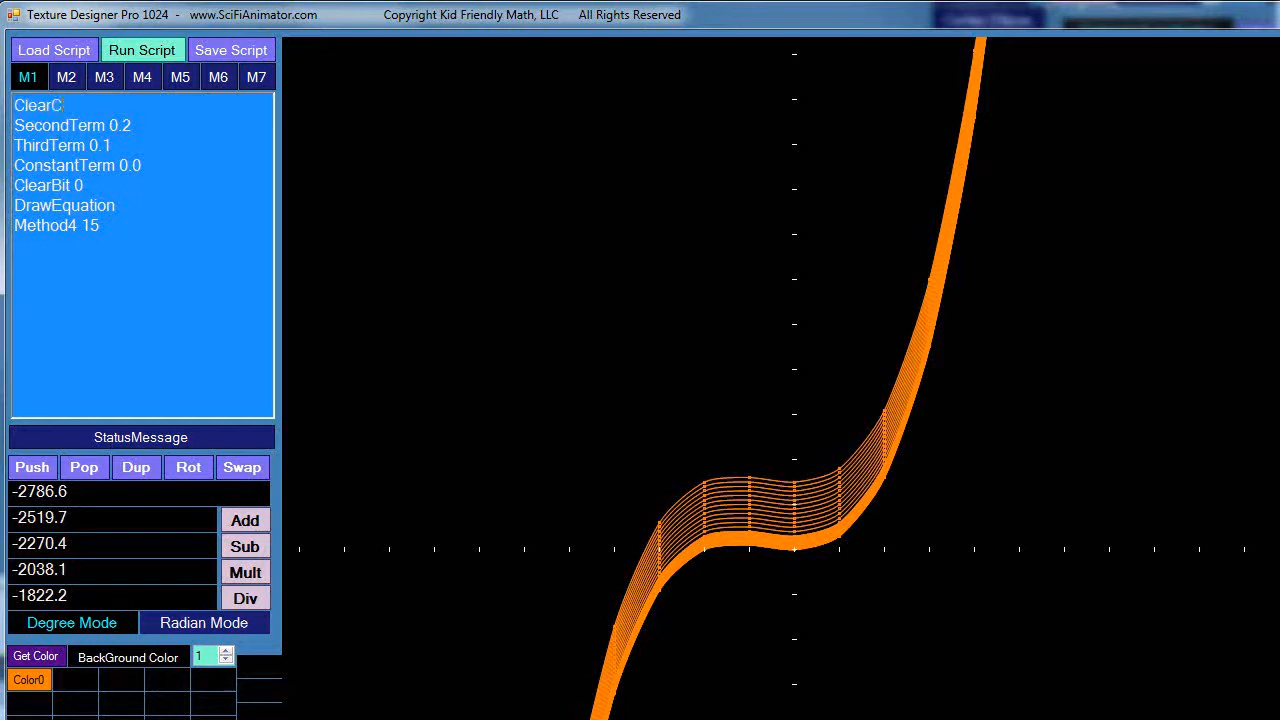 Texture Designer Pro 1024 - www.SciFiAnimator.com Copyright Kid Friendly Math, LLC All Rights Reserved
Load Script Run Script Save Script
M1 M2 M3 M4 M5 M6 M7
ClearC
SecondTerm 0.2
ThirdTerm 0.1
ConstantTerm 0.0
ClearBit 0
DrawEquation
Method4 15
StatusMessage
Push Pop Dup Rot Swap
-2786.6
-2519.7 Add
-2270.4 Sub
-2038.1 Mult
-1822.2 Div
Degree Mode Radian Mode
Get Color BackGround Color 1
Color0